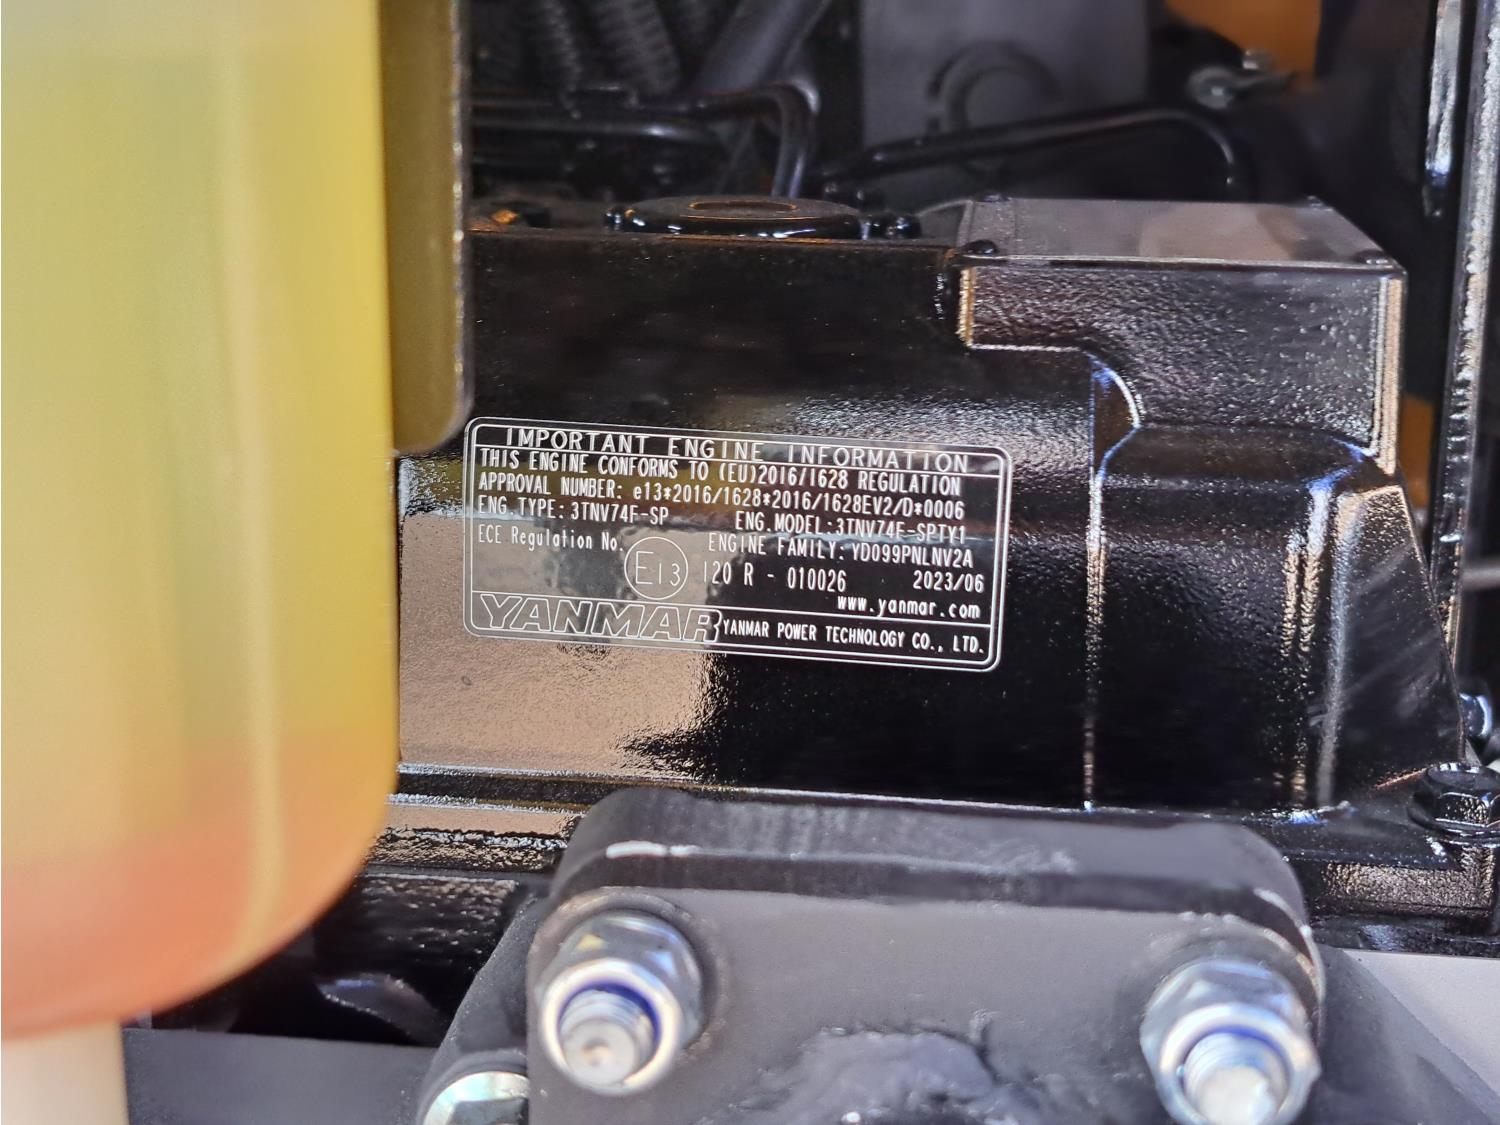 IMPORTANT ENGINE INFORMATION
THIS ENGINE CONFORMS TO (EU)2016/1628 REGULATION
APPROVAL NUMBER: e13*2016/1628*2016/1628EV2/D*0006
ENG.TYPE: 3TNV74F-SP ENG.MODEL:3TNV74F-SPTY1
ECE Regulation No. ENGINE FAMILY: YD099PNLNV2A
E13 120 R - 010026 2023/06
www.yanmar.com
YANMAR YANMAR POWER TECHNOLOGY CO., LTD.